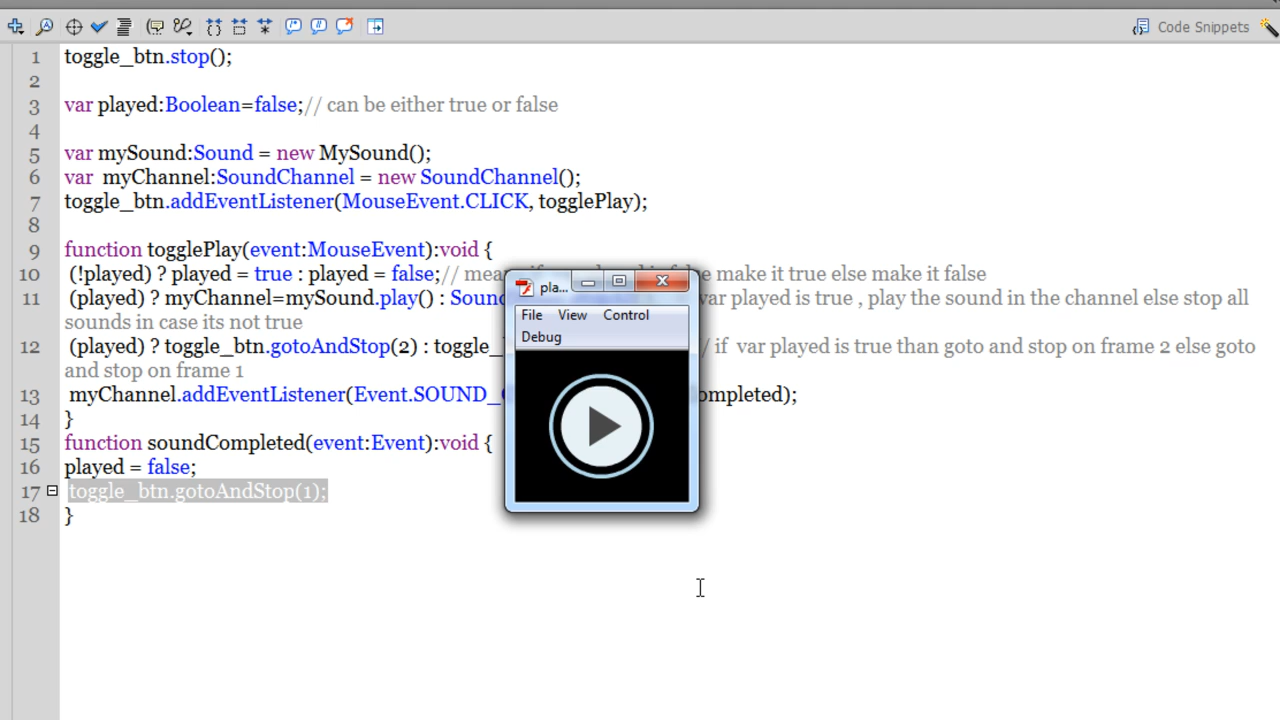 Code Snippets
1 toggle_btn.stop();
2
3 var played:Boolean=false;// can be either true or false
4
5 var mySound:Sound = new MySound();
6 var myChannel:SoundChannel = new SoundChannel();
7 toggle_btn.addEventListener(MouseEvent.CLICK, togglePlay);
8
9 function togglePlay(event:MouseEvent):void {
10 (!played) ? played = true : played = false;// make it true else make it false
11 (played) ? myChannel=mySound.play() : var played is true , play the sound in the channel else stop all
sounds in case its not true
12 (played) ? toggle_btn.gotoAndStop(2) : / if var played is true than goto and stop on frame 2 else goto
and stop on frame 1
13 myChannel.addEventListener(Event.SOUND_
14 }
15 function soundCompleted(event:Event):void {
16 played = false;
17 toggle_btn.gotoAndStop(1);
18 }
pla...
File View Control
Debug